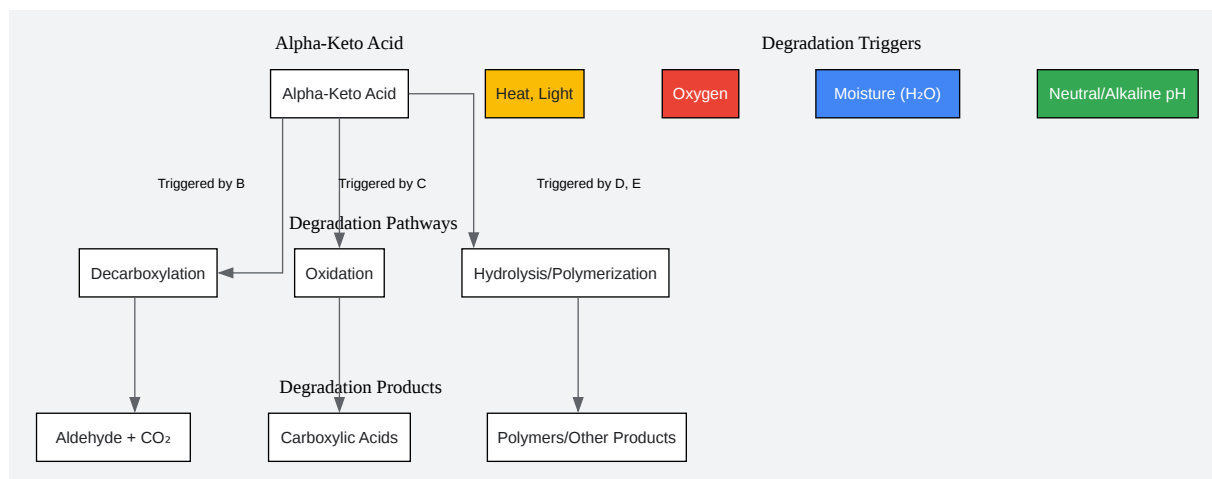 Alpha-Keto Acid
Degradation Triggers
Alpha-Keto Acid
Heat, Light
Oxygen
Moisture (H₂O)
Neutral/Alkaline pH
Triggered by B
Triggered by C
Triggered by D, E
Degradation Pathways
Decarboxylation
Oxidation
Hydrolysis/Polymerization
Degradation Products
Aldehyde + CO₂
Carboxylic Acids
Polymers/Other Products